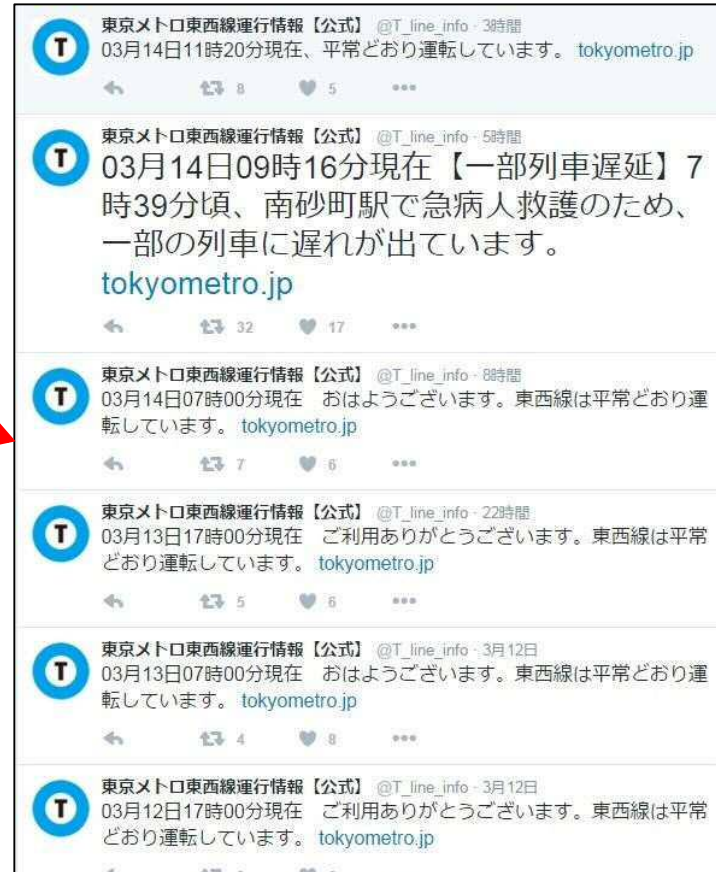 T
東京メトロ東西線運行情報【公式】 @T_line_info · 3時間
03月14日11時20分現在、平常どおり運転しています。 tokyometro.jp
8 5
T
東京メトロ東西線運行情報【公式】 @T_line_info · 5時間
03月14日09時16分現在【一部列車遅延】7
時39分頃、南砂町駅で急病人救護のため、
一部の列車に遅れが出ています。
tokyometro.jp
32 17
T
東京メトロ東西線運行情報【公式】 @T_line_info · 8時間
03月14日07時00分現在　おはようございます。東西線は平常どおり運
転しています。 tokyometro.jp
7 6
T
東京メトロ東西線運行情報【公式】 @T_line_info · 22時間
03月13日17時00分現在　ご利用ありがとうございます。東西線は平常
どおり運転しています。 tokyometro.jp
5 6
T
東京メトロ東西線運行情報【公式】 @T_line_info · 3月12日
03月13日07時00分現在　おはようございます。東西線は平常どおり運
転しています。 tokyometro.jp
4 8
T
東京メトロ東西線運行情報【公式】 @T_line_info · 3月12日
03月12日17時00分現在　ご利用ありがとうございます。東西線は平常
どおり運転しています。 tokyometro.jp